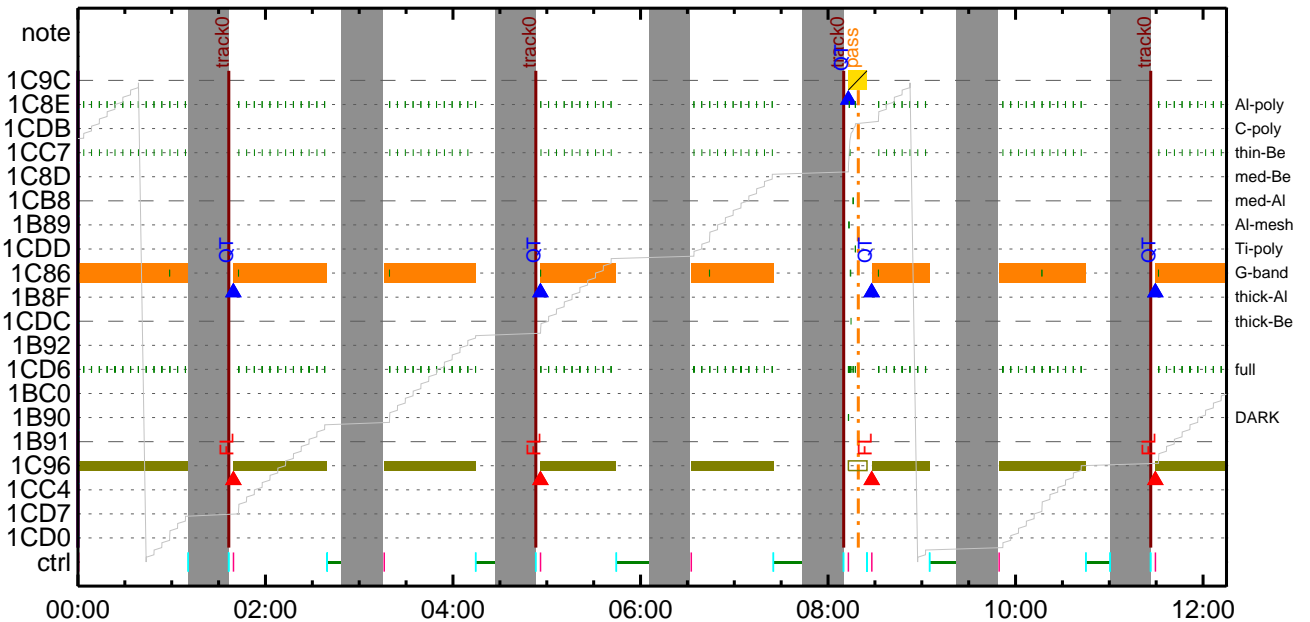 note
track0
track0
track0
pass
track0
QT
1C9C
1C8E
Al-poly
1CDB
C-poly
1CC7
thin-Be
1C8D
med-Be
1CB8
med-Al
1B89
Al-mesh
1CDD
QT
QT
QT
QT
Ti-poly
1C86
G-band
1B8F
thick-Al
1CDC
thick-Be
1B92
1CD6
full
1BC0
1B90
DARK
1B91
FL
FL
FL
FL
1C96
1CC4
1CD7
1CD0
ctrl
00:00 02:00 04:00 06:00 08:00 10:00 12:00